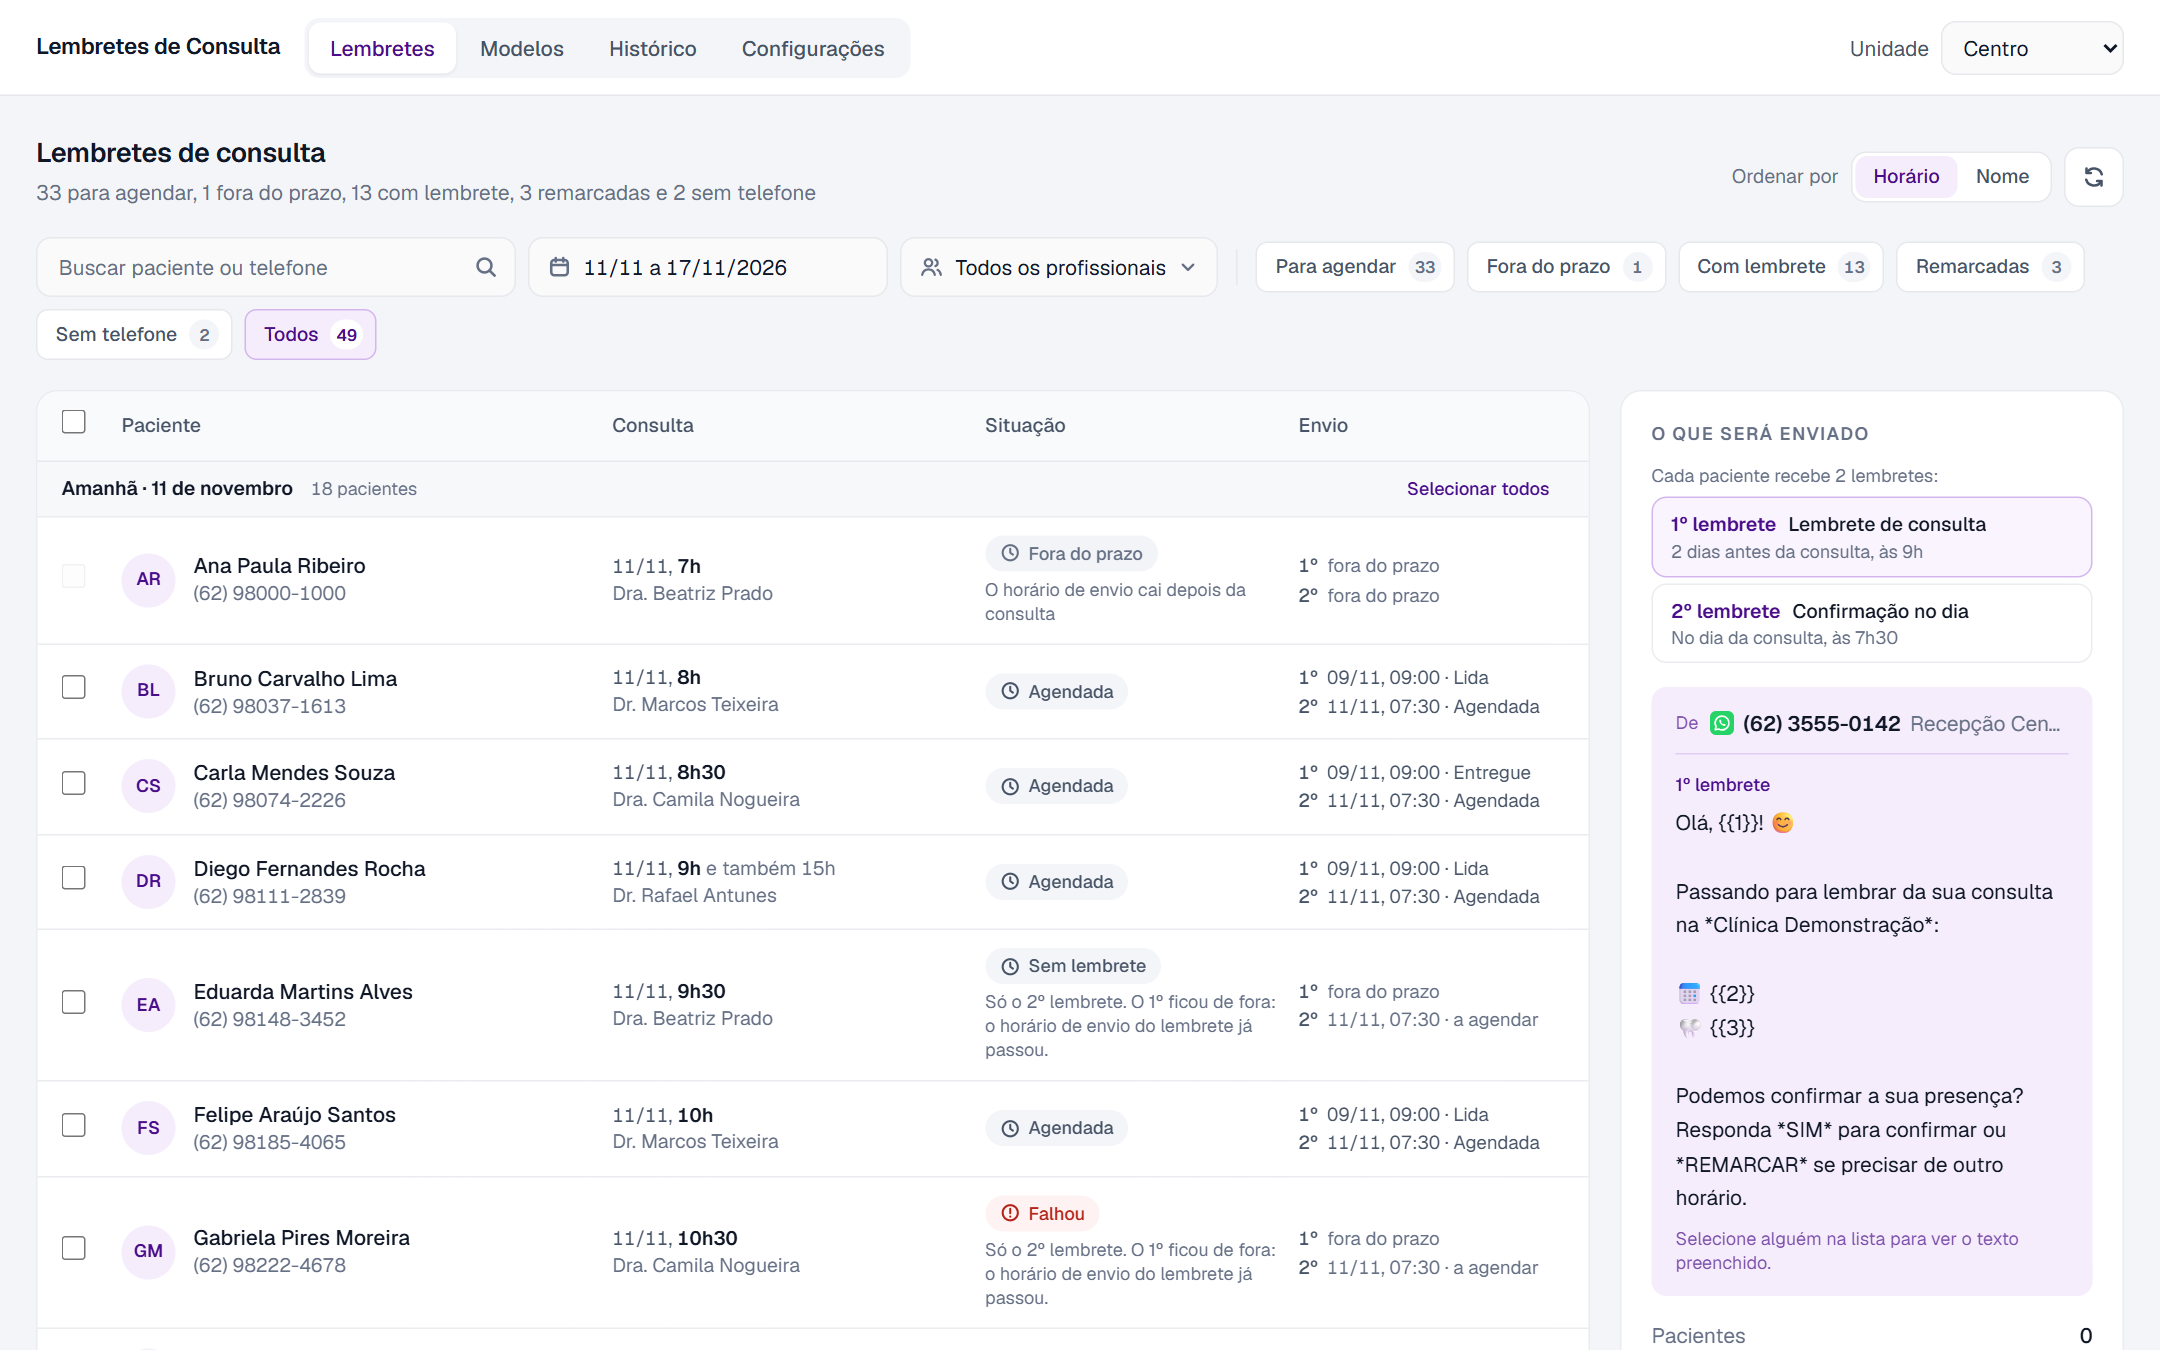 Lembretes de Consulta
Lembretes
Modelos
Histórico
Configurações
Unidade
Centro
Lembretes de consulta
33 para agendar, 1 fora do prazo, 13 com lembrete, 3 remarcadas e 2 sem telefone
Ordenar por
Horário
Nome
Buscar paciente ou telefone
11/11 a 17/11/2026
Todos os profissionais
Para agendar 33
Fora do prazo 1
Com lembrete 13
Remarcadas 3
Sem telefone 2
Todos 49
Paciente
Consulta
Situação
Envio
Amanhã · 11 de novembro 18 pacientes
Selecionar todos
AR
Ana Paula Ribeiro
(62) 98000-1000
11/11, 7h
Dra. Beatriz Prado
Fora do prazo
O horário de envio cai depois da
consulta
1º fora do prazo
2º fora do prazo
BL
Bruno Carvalho Lima
(62) 98037-1613
11/11, 8h
Dr. Marcos Teixeira
Agendada
1º 09/11, 09:00 · Lida
2º 11/11, 07:30 · Agendada
CS
Carla Mendes Souza
(62) 98074-2226
11/11, 8h30
Dra. Camila Nogueira
Agendada
1º 09/11, 09:00 · Entregue
2º 11/11, 07:30 · Agendada
DR
Diego Fernandes Rocha
(62) 98111-2839
11/11, 9h e também 15h
Dr. Rafael Antunes
Agendada
1º 09/11, 09:00 · Lida
2º 11/11, 07:30 · Agendada
EA
Eduarda Martins Alves
(62) 98148-3452
11/11, 9h30
Dra. Beatriz Prado
Sem lembrete
Só o 2º lembrete. O 1º ficou de fora:
o horário de envio do lembrete já
passou.
1º fora do prazo
2º 11/11, 07:30 · a agendar
FS
Felipe Araújo Santos
(62) 98185-4065
11/11, 10h
Dr. Marcos Teixeira
Agendada
1º 09/11, 09:00 · Lida
2º 11/11, 07:30 · Agendada
GM
Gabriela Pires Moreira
(62) 98222-4678
11/11, 10h30
Dra. Camila Nogueira
Falhou
Só o 2º lembrete. O 1º ficou de fora:
o horário de envio do lembrete já
passou.
1º fora do prazo
2º 11/11, 07:30 · a agendar
O QUE SERÁ ENVIADO
Cada paciente recebe 2 lembretes:
1º lembrete Lembrete de consulta
2 dias antes da consulta, às 9h
2º lembrete Confirmação no dia
No dia da consulta, às 7h30
De (62) 3555-0142 Recepção Cen...
1º lembrete
Olá, {{1}}! 😊
Passando para lembrar da sua consulta
na *Clínica Demonstração*:
🗓️ {{2}}
🦷 {{3}}
Podemos confirmar a sua presença?
Responda *SIM* para confirmar ou
*REMARCAR* se precisar de outro
horário.
Selecione alguém na lista para ver o texto
preenchido.
Pacientes 0